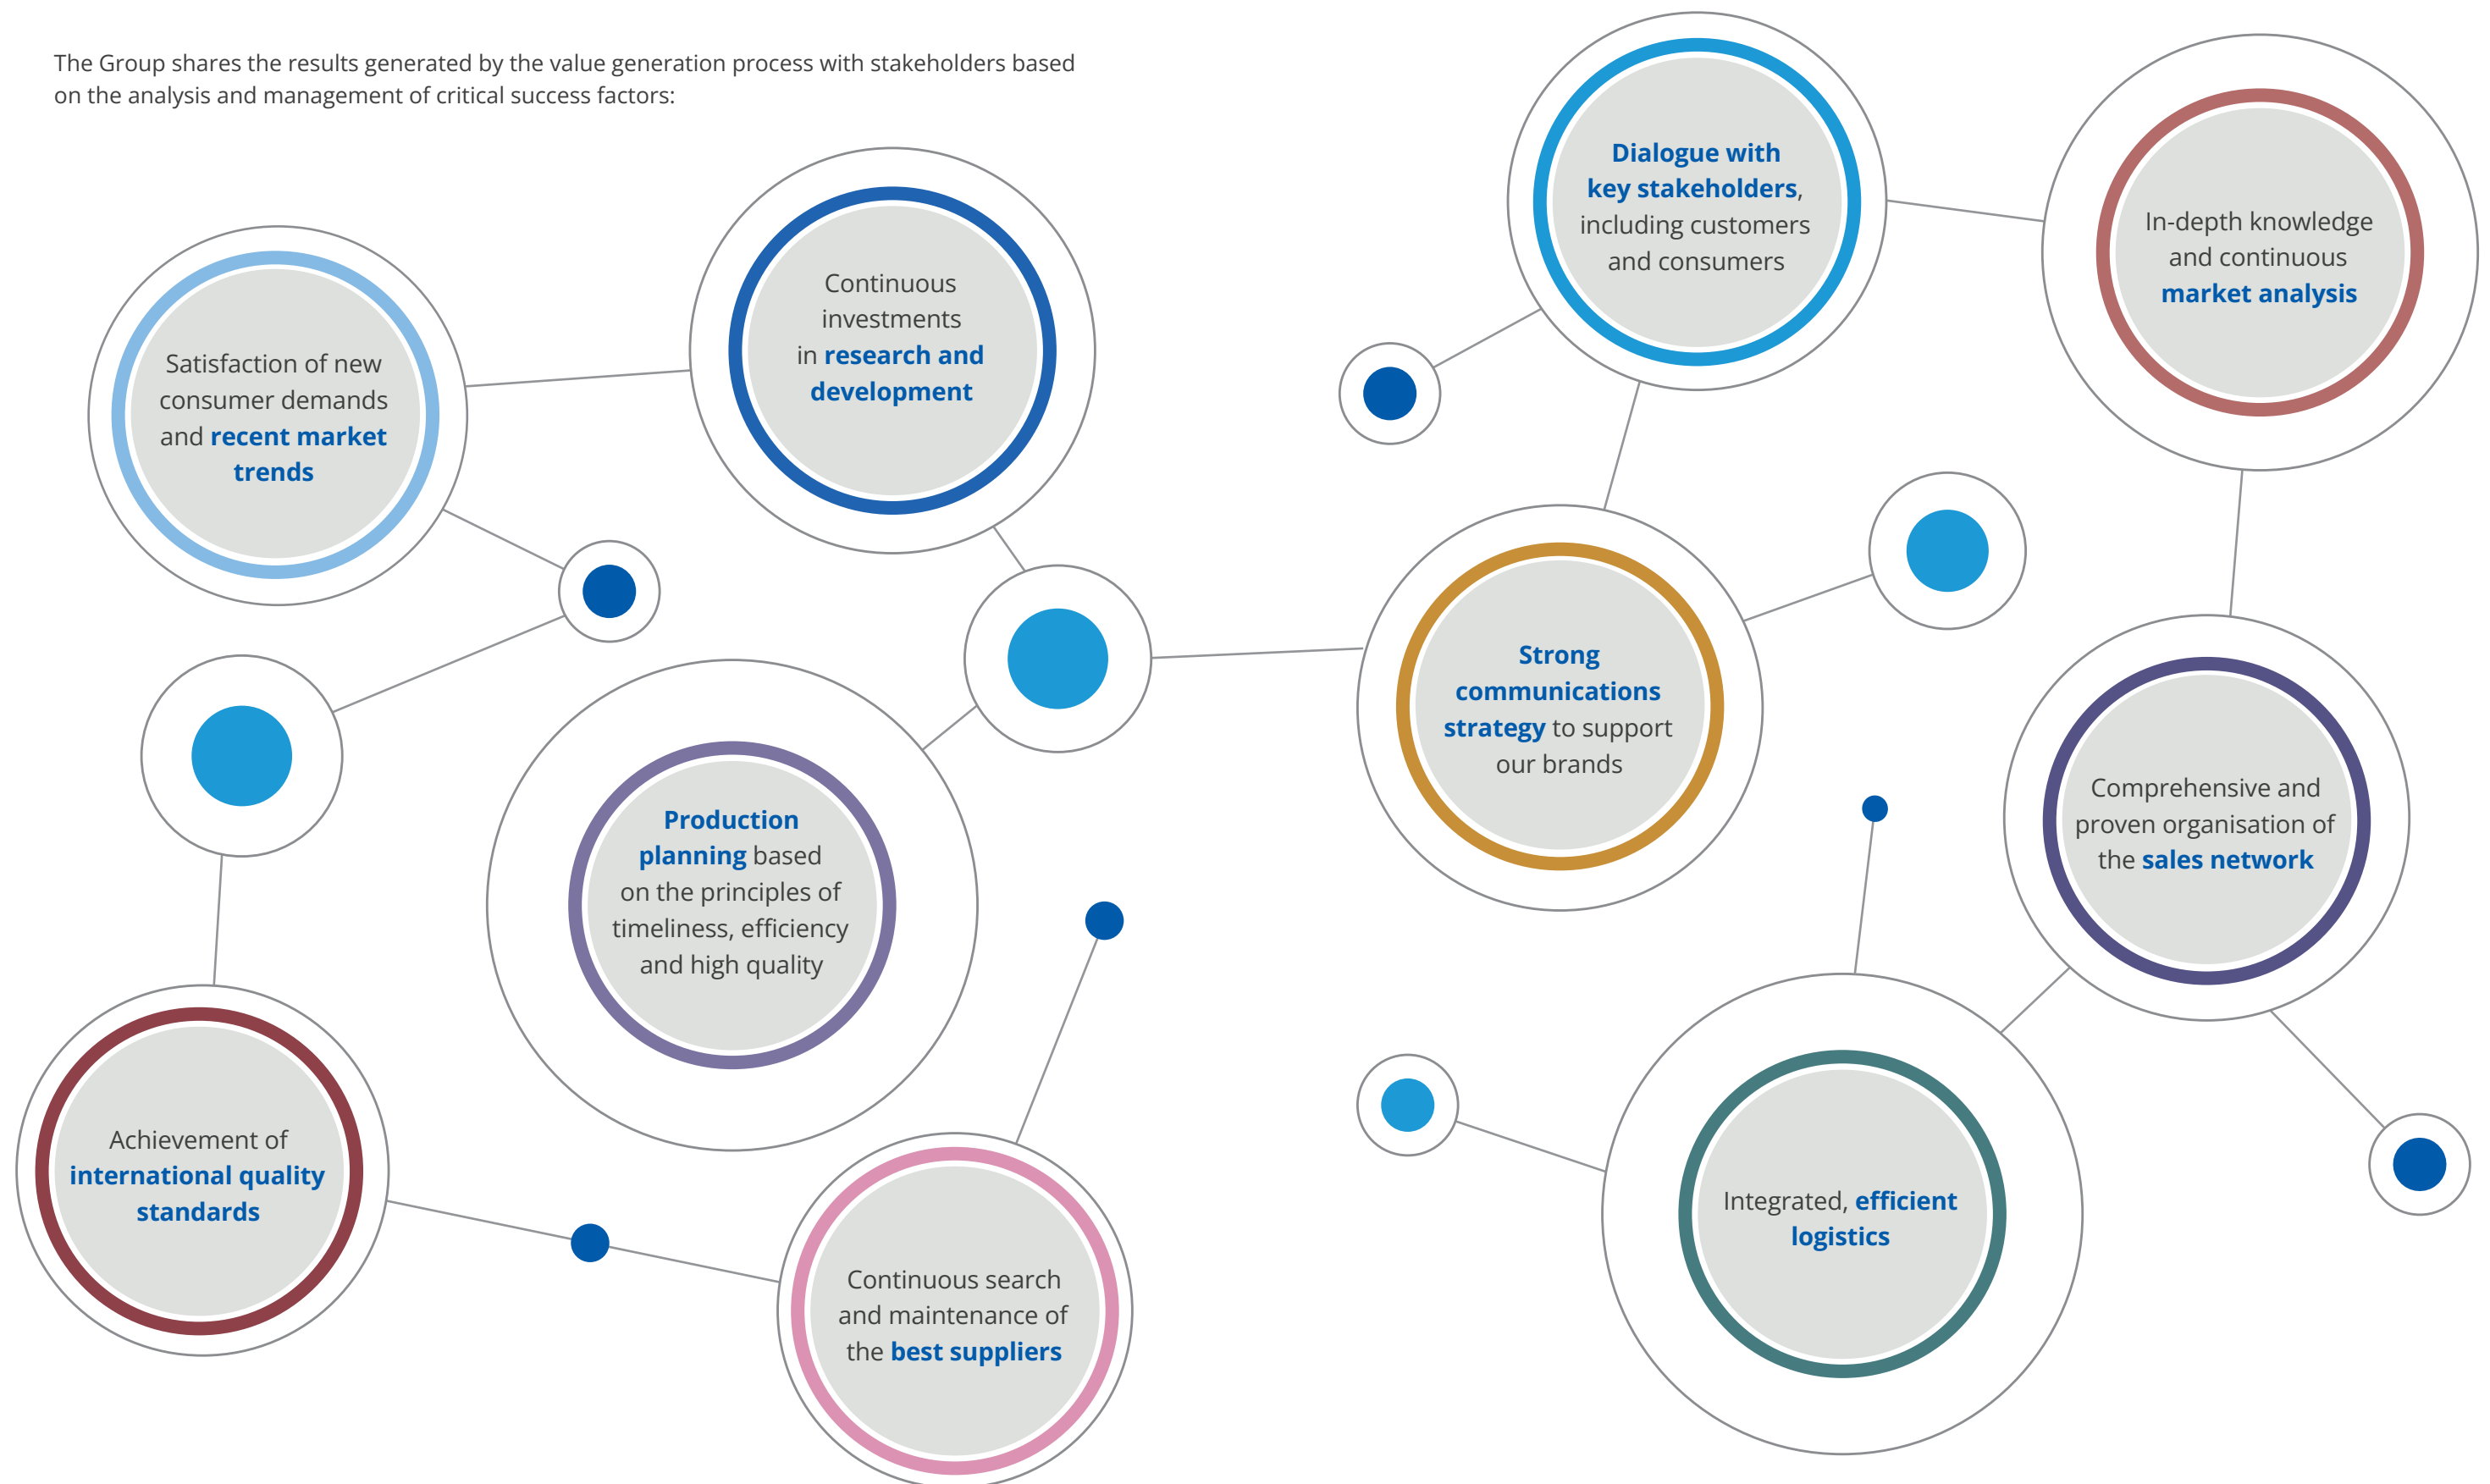 The Group shares the results generated by the value generation process with stakeholders based
on the analysis and management of critical success factors:
Satisfaction of new
consumer demands
and recent market
trends
Continuous
investments
in research and
development
Dialogue with
key stakeholders,
including customers
and consumers
In-depth knowledge
and continuous
market analysis
Production
planning based
on the principles of
timeliness, efficiency
and high quality
Strong
communications
strategy to support
our brands
Comprehensive and
proven organisation of
the sales network
Achievement of
international quality
standards
Continuous search
and maintenance of
the best suppliers
Integrated, efficient
logistics